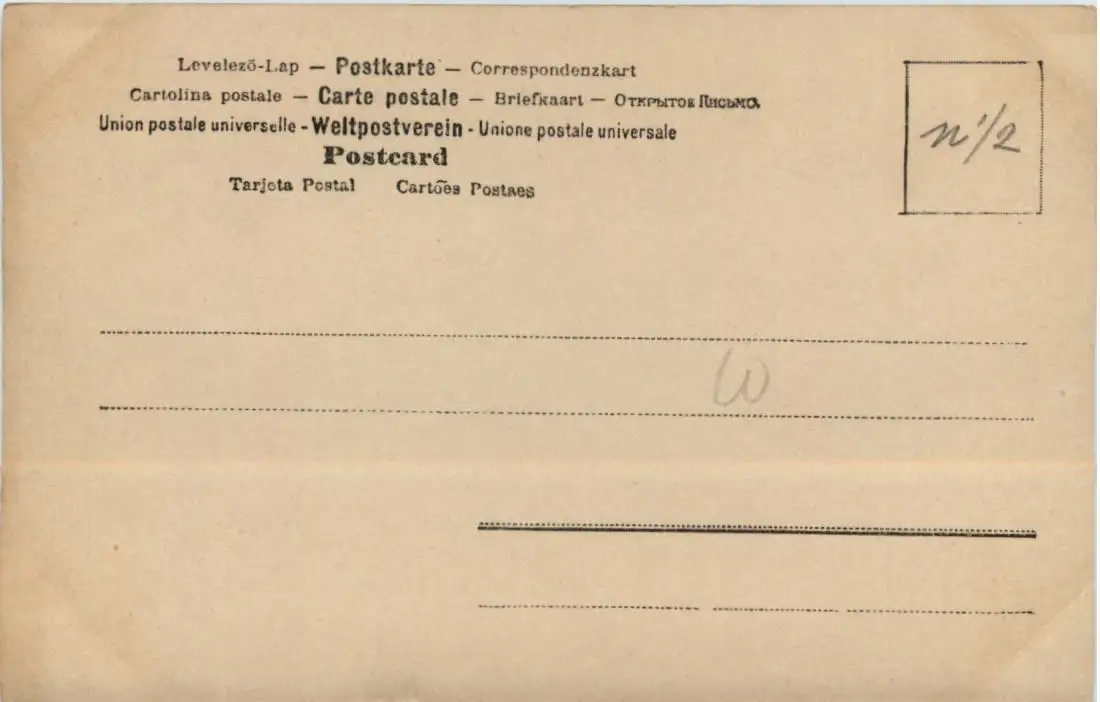 Levelező-Lap – Postkarte – Correspondenzkart
Cartolina postale – Carte postale – Briefkaart – Открытое Письмо.
Union postale universelle - Weltpostverein - Unione postale universale
Postcard
Tarjeta Postal Cartões Postaes
n'/2